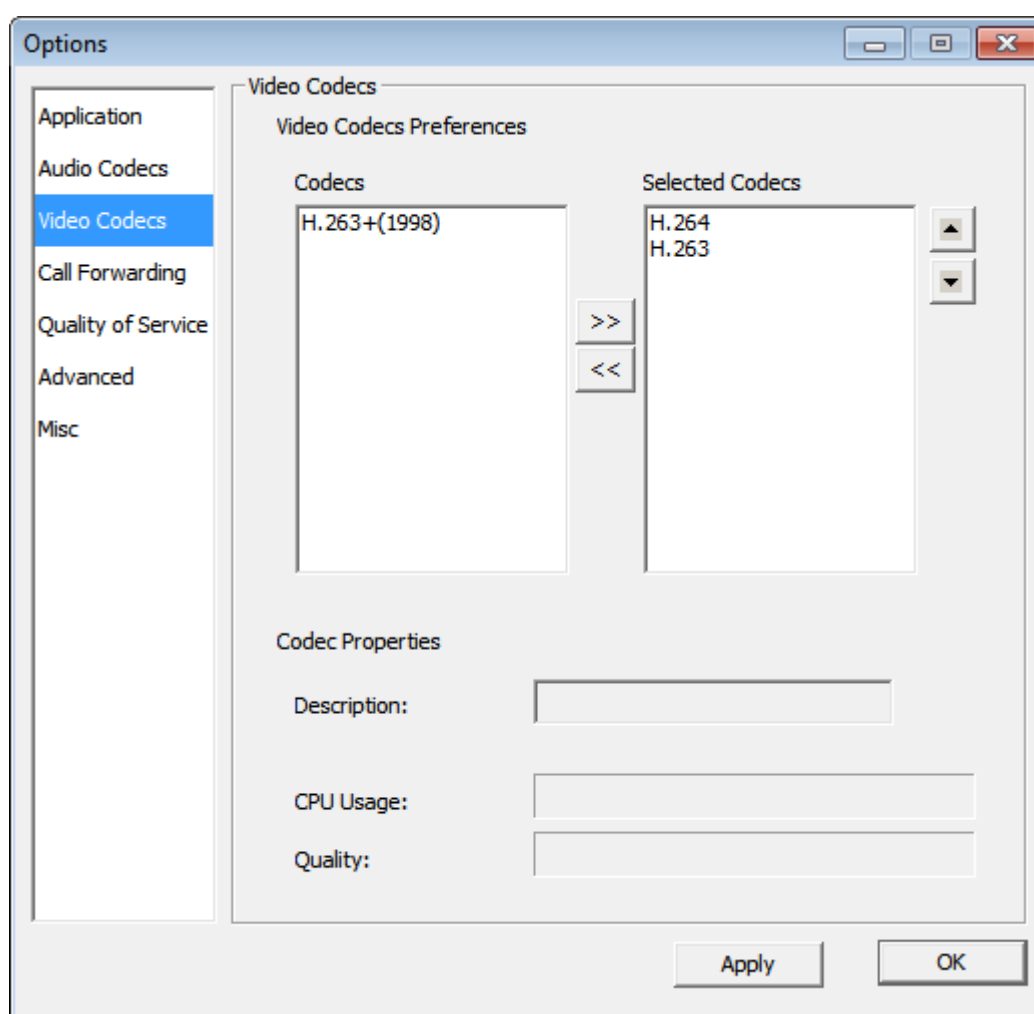 Options
Application
Audio Codecs
Video Codecs
Call Forwarding
Quality of Service
Advanced
Misc
Video Codecs
Video Codecs Preferences
Codecs
H.263+(1998)
>>
<<
Selected Codecs
H.264
H.263
Codec Properties
Description:
CPU Usage:
Quality:
Apply
OK